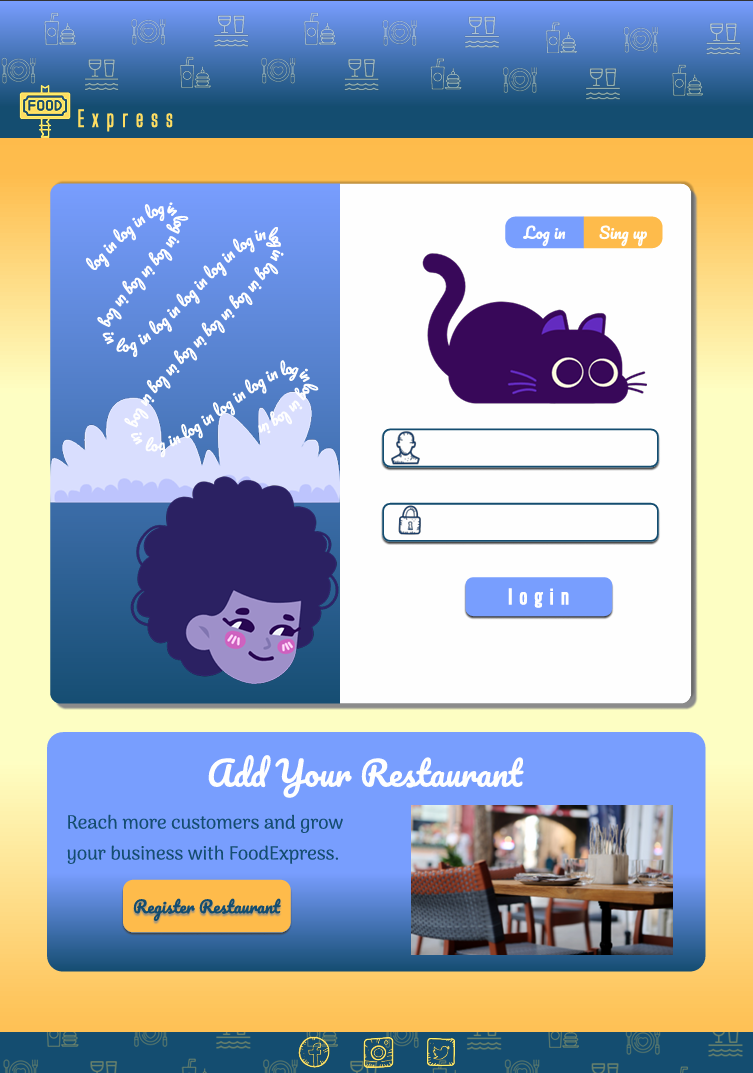 FOOD
Express
log in log in log in
log in log in log in log in
log in log in log in log in log in
log in log in log in log in log in log in log in
log in log in log in log in log in
log in log in
Log in
Sing up
login
Add Your Restaurant
Reach more customers and grow
your business with FoodExpress.
Register Restaurant